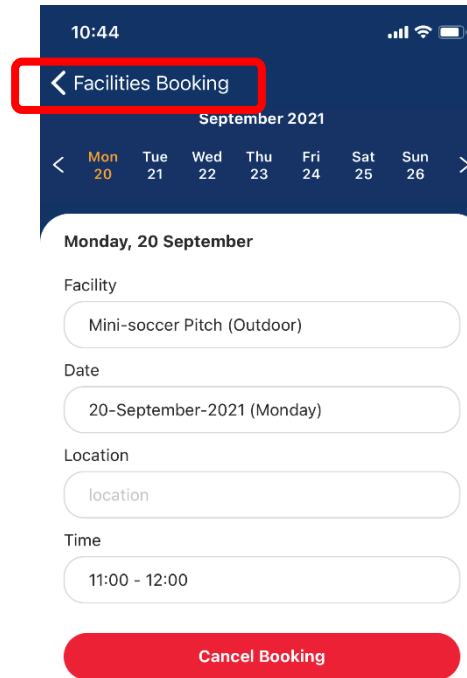 10:44
Facilities Booking
September 2021
Mon Tue Wed Thu Fri Sat Sun
20 21 22 23 24 25 26
Monday, 20 September
Facility
Mini-soccer Pitch (Outdoor)
Date
20-September-2021 (Monday)
Location
location
Time
11:00 - 12:00
Cancel Booking